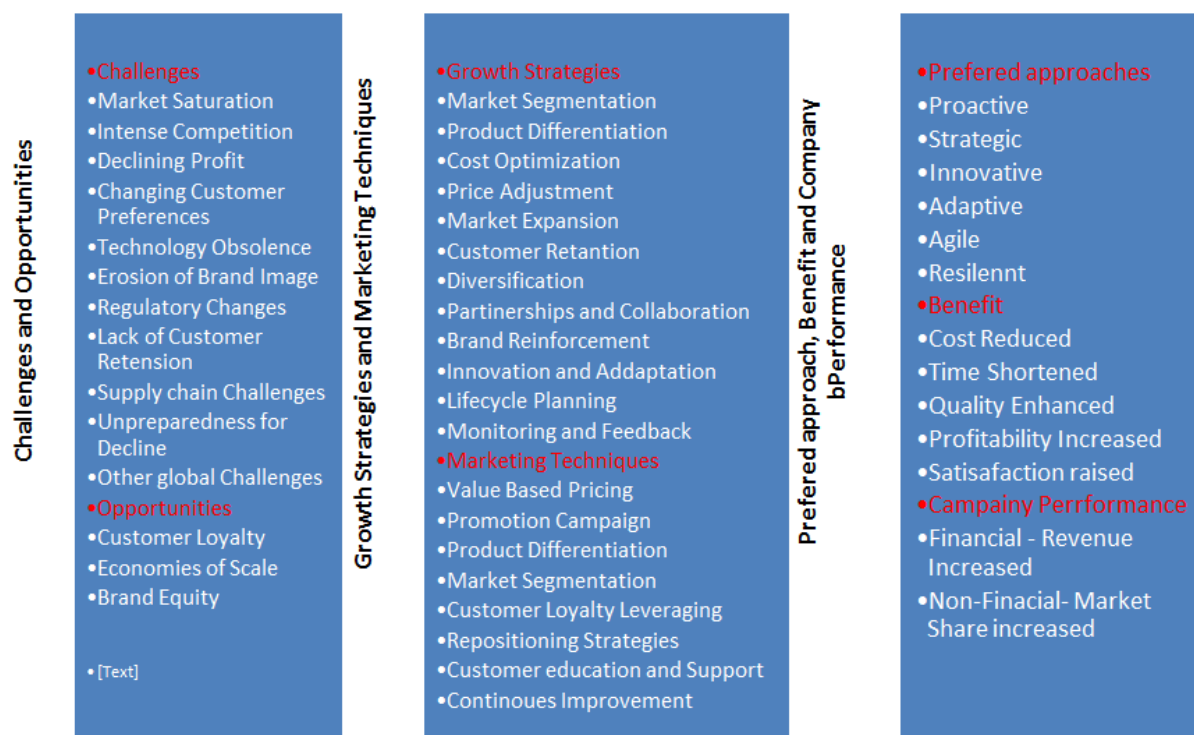 Challenges and Opportunities
•Challenges
•Market Saturation
•Intense Competition
•Declining Profit
•Changing Customer
Preferences
•Technology Obsolence
•Erosion of Brand Image
•Regulatory Changes
•Lack of Customer
Retension
•Supply chain Challenges
•Unpreparedness for
Decline
•Other global Challenges
•Opportunities
•Customer Loyalty
•Economies of Scale
•Brand Equity
• [Text]
Growth Strategies and Marketing Techniques
•Growth Strategies
•Market Segmentation
•Product Differentiation
•Cost Optimization
•Price Adjustment
•Market Expansion
•Customer Retantion
•Diversification
•Partnerships and Collaboration
•Brand Reinforcement
•Innovation and Addaptation
•Lifecycle Planning
•Monitoring and Feedback
•Marketing Techniques
•Value Based Pricing
•Promotion Campaign
•Product Differentiation
•Market Segmentation
•Customer Loyalty Leveraging
•Repositioning Strategies
•Customer education and Support
•Continoues Improvement
Prefered approach, Benefit and Company
bPerformance
•Prefered approaches
•Proactive
•Strategic
•Innovative
•Adaptive
•Agile
•Resilennt
•Benefit
•Cost Reduced
•Time Shortened
•Quality Enhanced
•Profitability Increased
•Satisafaction raised
•Campainy Perrformance
•Financial - Revenue
Increased
•Non-Finacial- Market
Share increased